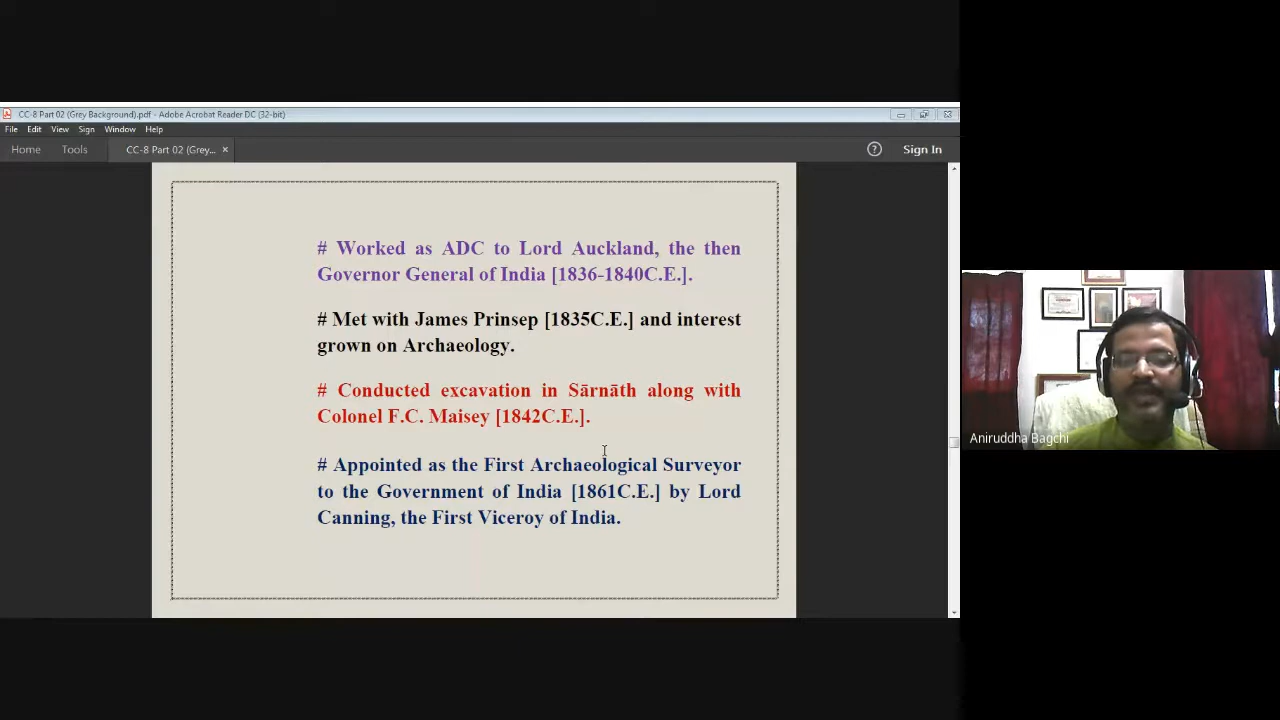 CC-8 Part 02 (Grey Background).pdf - Adobe Acrobat Reader DC (32-bit)
File Edit View Sign Window Help
Home Tools CC-8 Part 02 (Grey... × ? Sign In
# Worked as ADC to Lord Auckland, the then
Governor General of India [1836-1840C.E.].
# Met with James Prinsep [1835C.E.] and interest
grown on Archaeology.
# Conducted excavation in Sārnāth along with
Colonel F.C. Maisey [1842C.E.].
# Appointed as the First Archaeological Surveyor
to the Government of India [1861C.E.] by Lord
Canning, the First Viceroy of India.
Aniruddha Bagchi